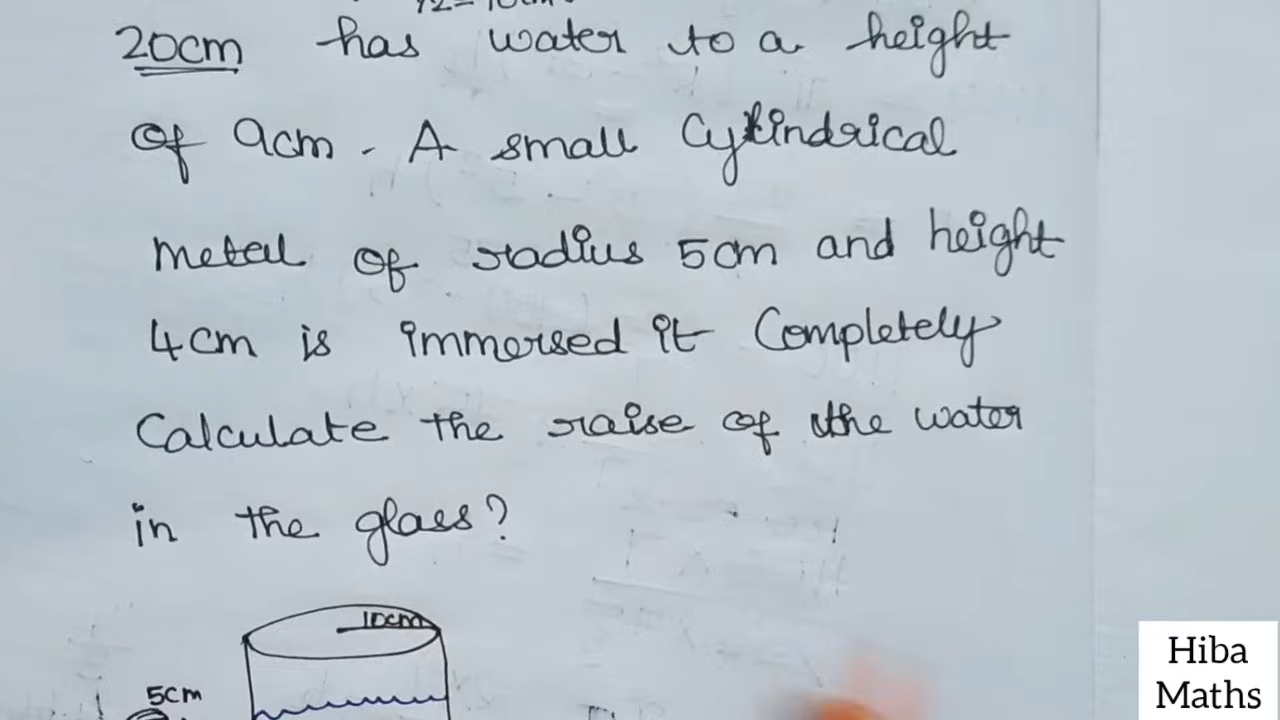 20cm has water to a height
of 9cm. A small Cylindrical
metal of radius 5cm and height
4cm is immersed it Completely
Calculate the raise of the water
in the glass?
10cm
5cm
Hiba
Maths